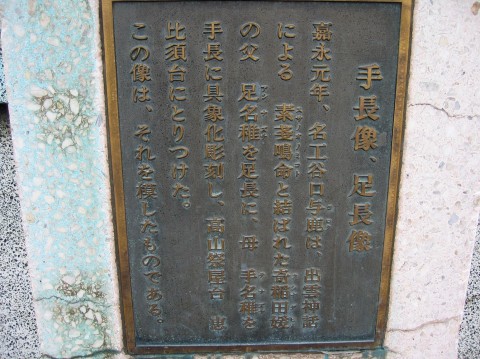 手長像、足長像
嘉永元年、名工谷口与鹿は、出雲神話
による 素盞嗚命と結ばれた奇稲田姫
の父 足名稚を足長に、母 手名稚を
手長に具象化彫刻し、高山祭屋台 恵
比須台にとりつけた。
この像は、それを模したものである。